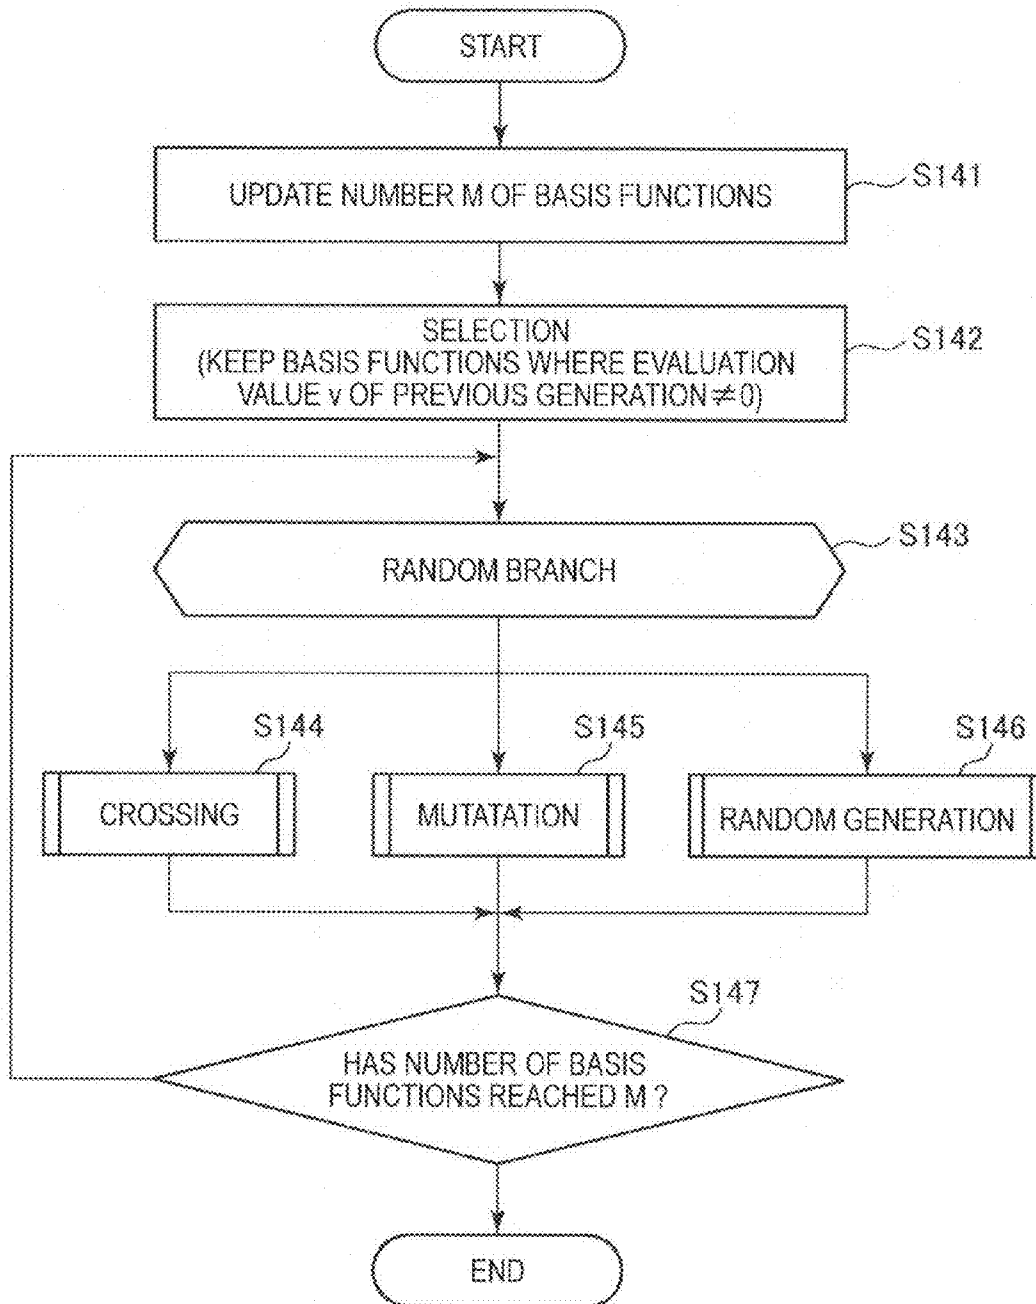 START
UPDATE NUMBER M OF BASIS FUNCTIONS
S141
SELECTION
(KEEP BASIS FUNCTIONS WHERE EVALUATION
VALUE v OF PREVIOUS GENERATION≠0)
S142
RANDOM BRANCH
S143
S144
CROSSING
S145
MUTATATION
S146
RANDOM GENERATION
S147
HAS NUMBER OF BASIS
FUNCTIONS REACHED M ?
END